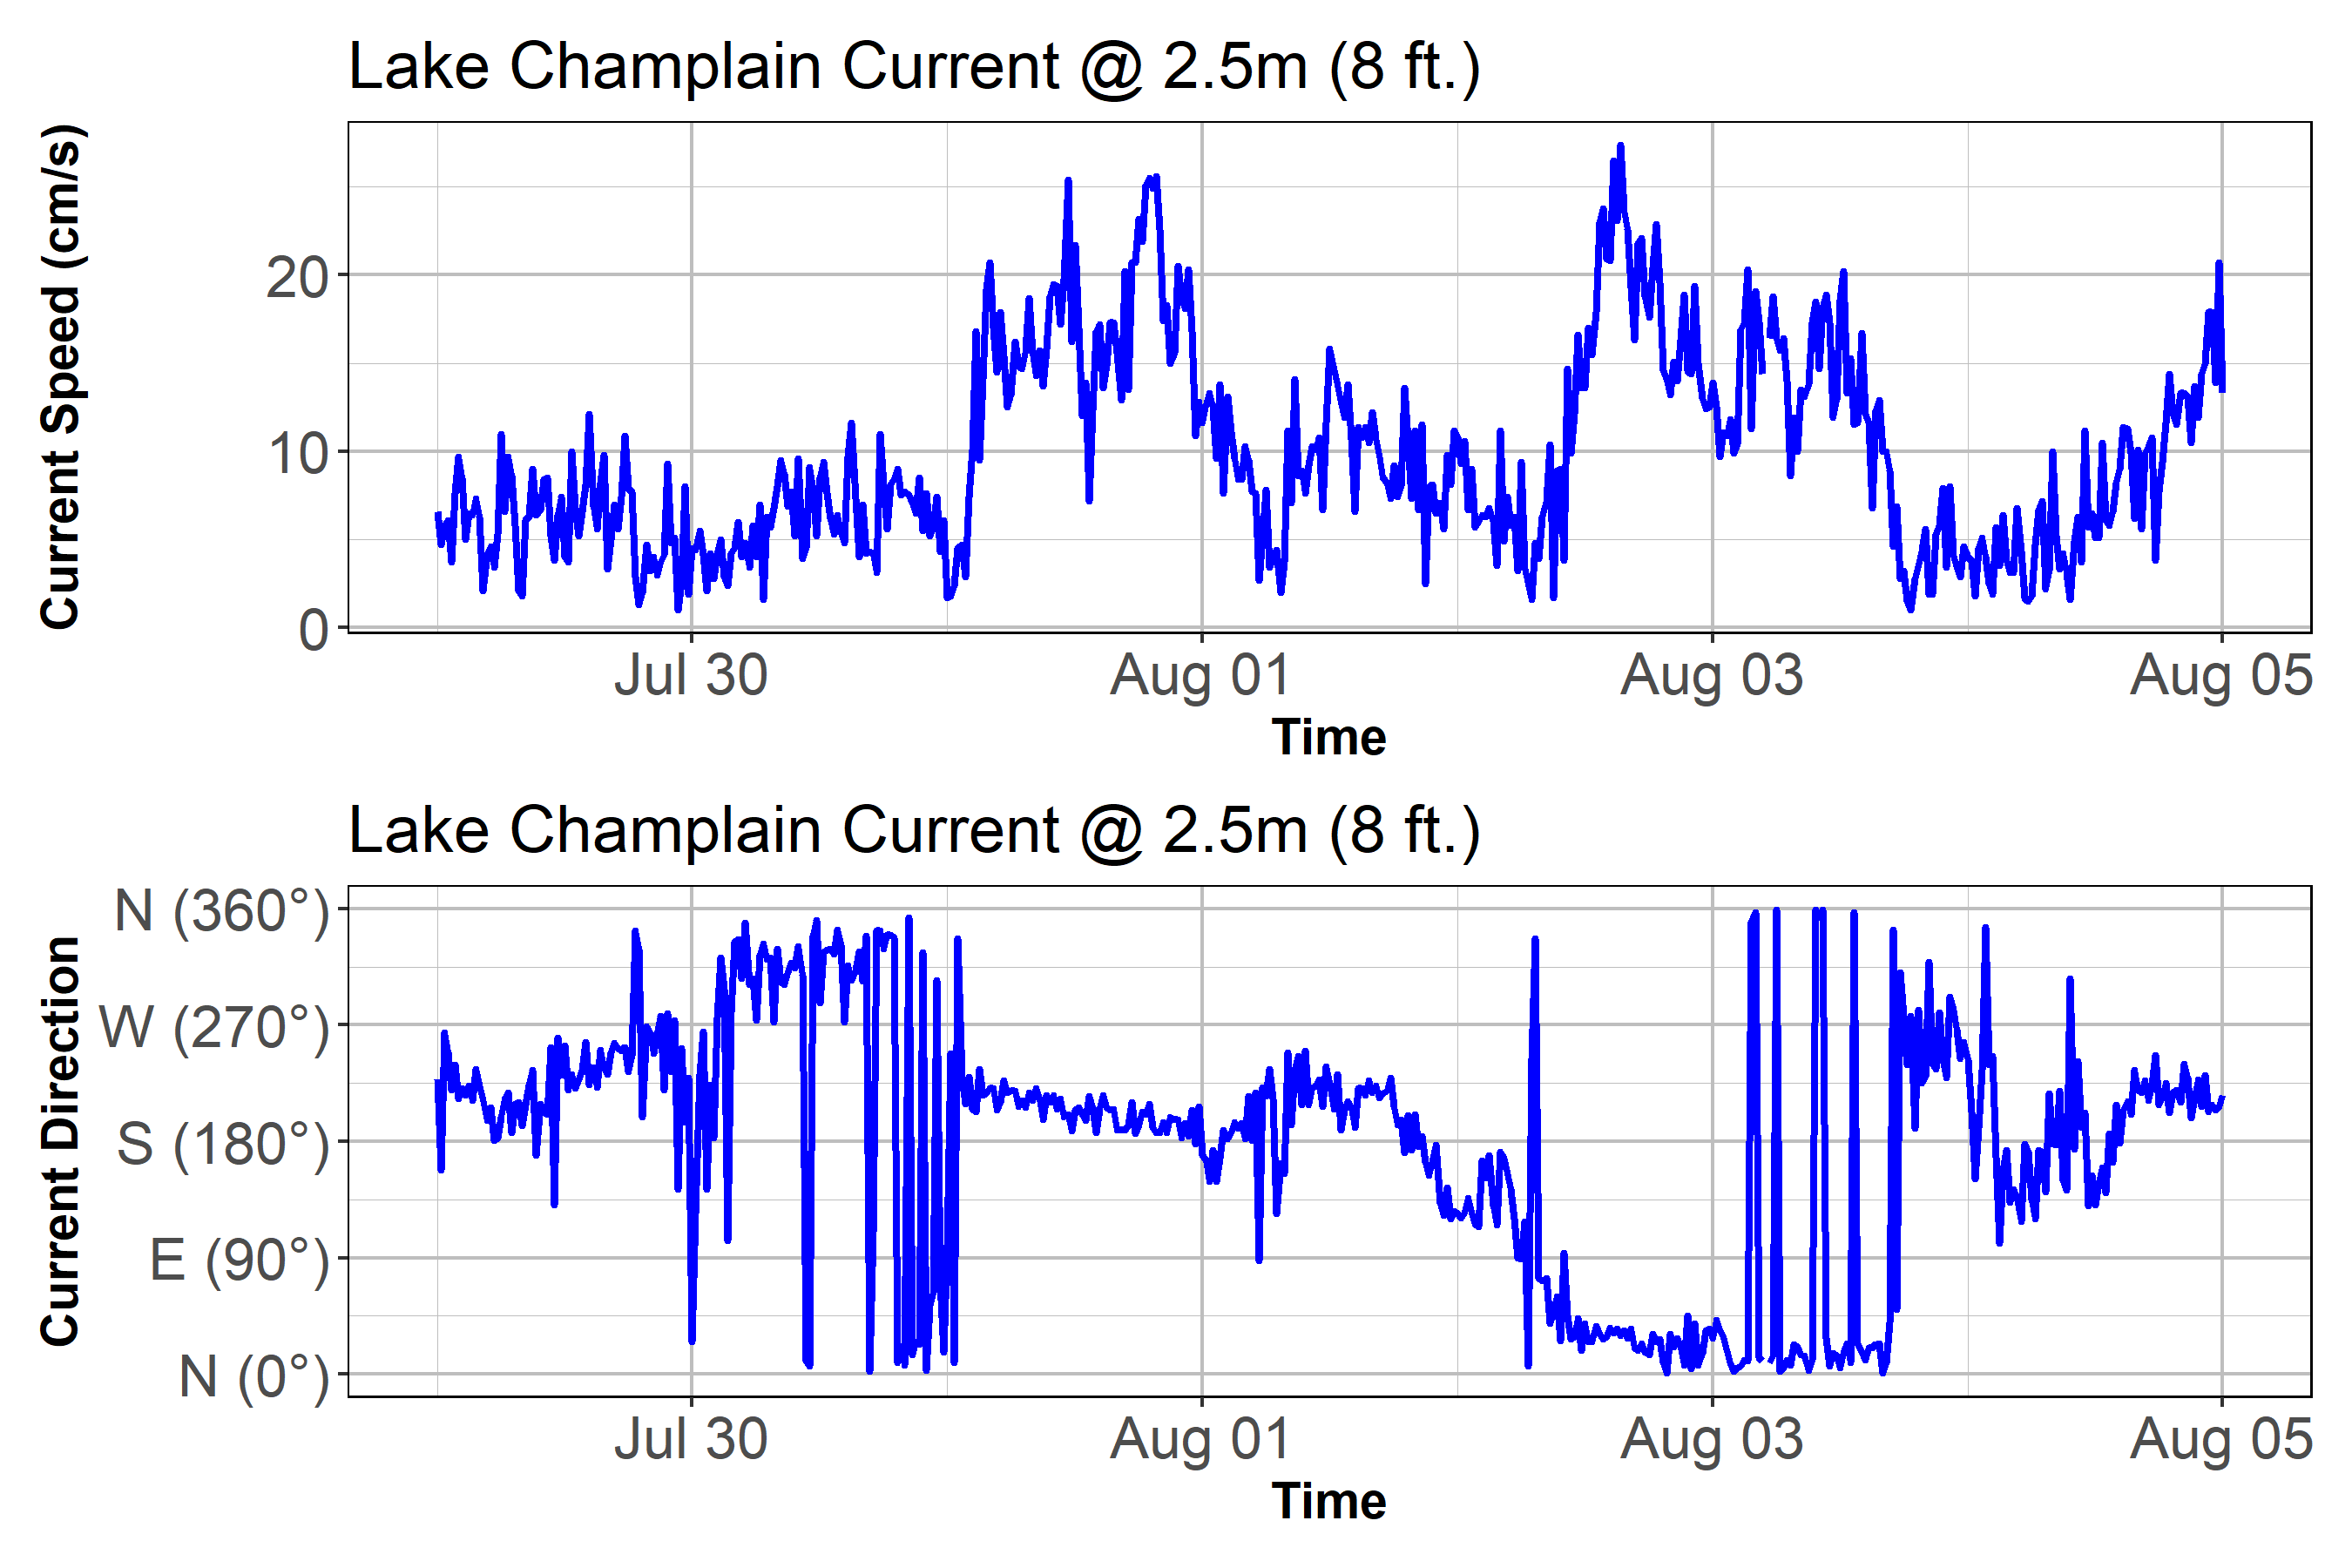 Lake Champlain Current @ 2.5m (8 ft.)
Current Speed (cm/s)
20
10
0
Jul 30 Aug 01 Aug 03 Aug 05
Time
Lake Champlain Current @ 2.5m (8 ft.)
Current Direction
N (360°)
W (270°)
S (180°)
E (90°)
N (0°)
Jul 30 Aug 01 Aug 03 Aug 05
Time